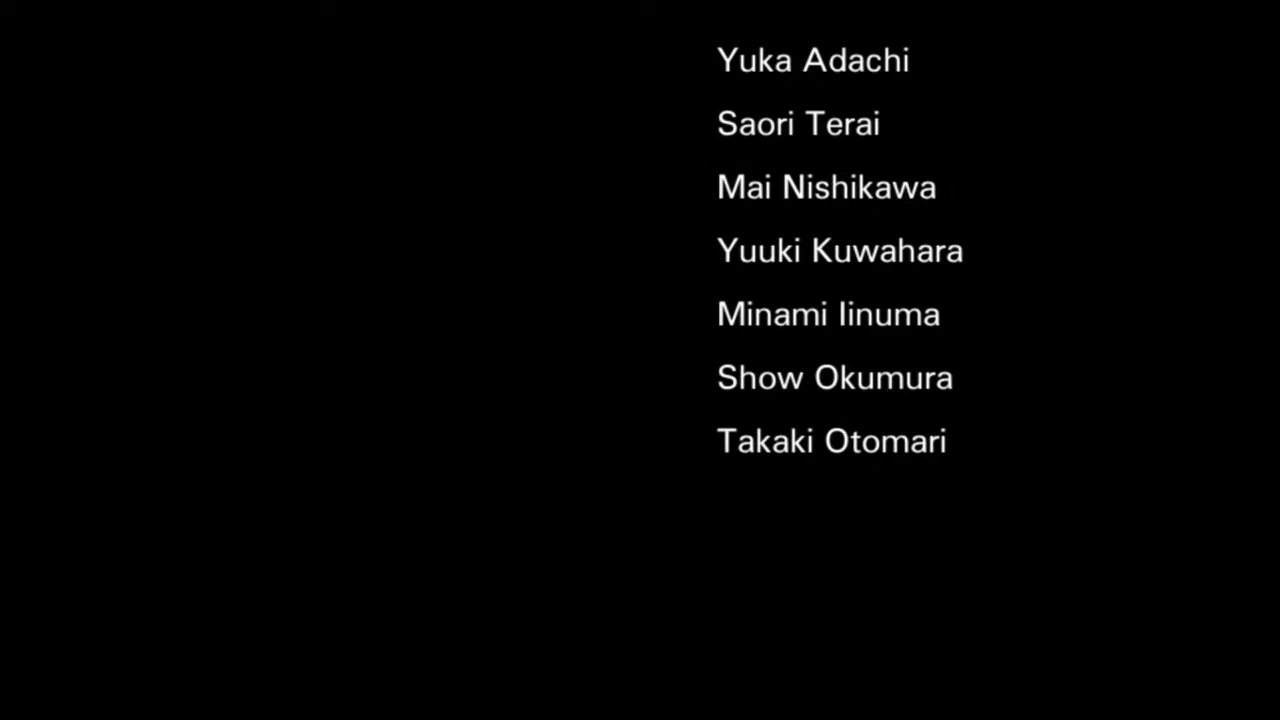 Yuka Adachi
Saori Terai
Mai Nishikawa
Yuuki Kuwahara
Minami Iinuma
Show Okumura
Takaki Otomari